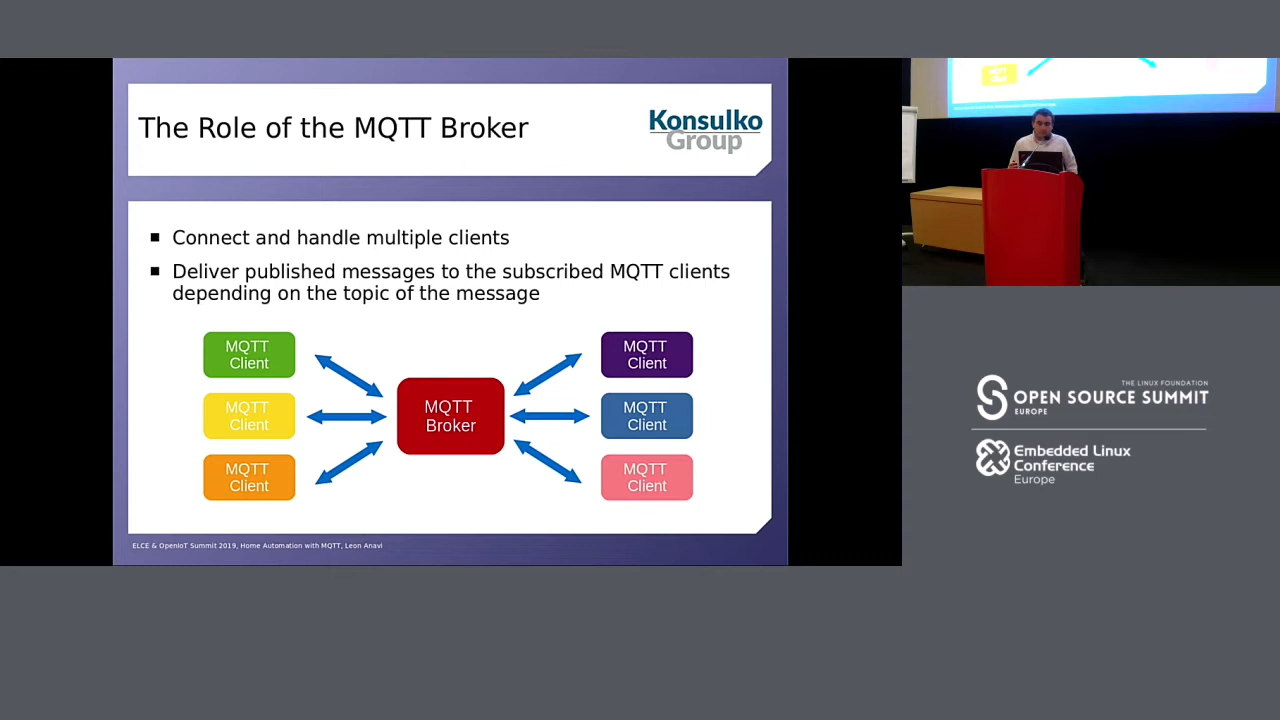 The Role of the MQTT Broker
Konsulko
Group
■ Connect and handle multiple clients
■ Deliver published messages to the subscribed MQTT clients
depending on the topic of the message
MQTT
Client
MQTT
Client
MQTT
Client
MQTT
Broker
MQTT
Client
MQTT
Client
MQTT
Client
ELCE & OpenIoT Summit 2019, Home Automation with MQTT, Leon Anavi
THE LINUX FOUNDATION
OPEN SOURCE SUMMIT
EUROPE
Embedded Linux
Conference
Europe